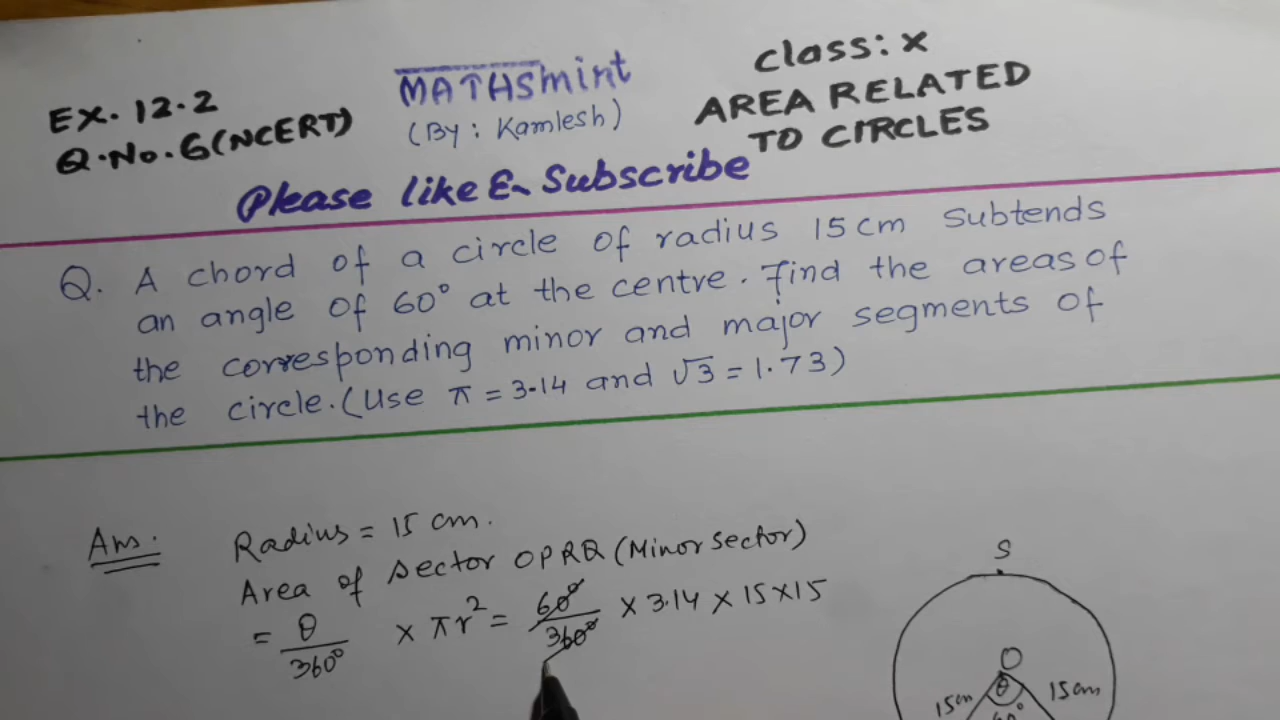 EX. 12.2
Q.No.6(NCERT)
MATHSmint
(By: Kamlesh)
class: X
AREA RELATED
TO CIRCLES
Please like & Subscribe
Q. A chord of a circle of radius 15cm Subtends
an angle of 60° at the centre. Find the areas of
the corresponding minor and major segments of
the circle. (Use π = 3.14 and √3 = 1.73)
Ans. Radius = 15 cm.
Area of Sector OPRQ (Minor Sector)
= θ/360° × πr² = 60°/360° × 3.14 × 15×15
S
O
θ
15cm 15cm
60°